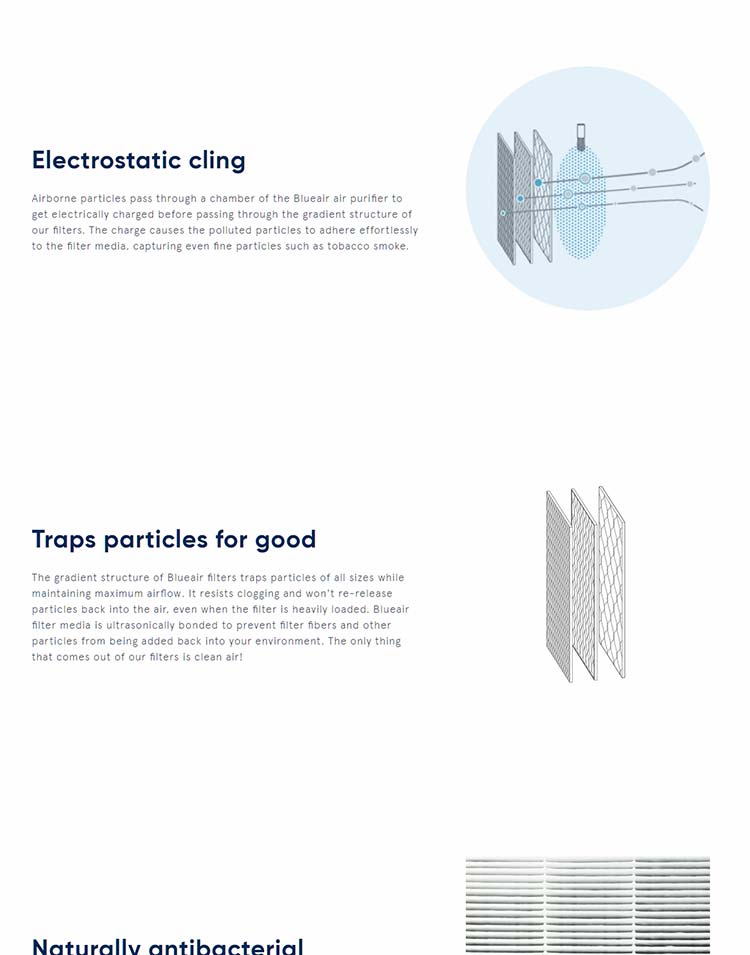 Electrostatic cling
Airborne particles pass through a chamber of the Blueair air purifier to
get electrically charged before passing through the gradient structure of
our filters. The charge causes the polluted particles to adhere effortlessly
to the filter media, capturing even fine particles such as tobacco smoke.
Traps particles for good
The gradient structure of Blueair filters traps particles of all sizes while
maintaining maximum airflow. It resists clogging and won't re-release
particles back into the air, even when the filter is heavily loaded. Blueair
filter media is ultrasonically bonded to prevent filter fibers and other
particles from being added back into your environment. The only thing
that comes out of our filters is clean air!
Naturally antibacterial